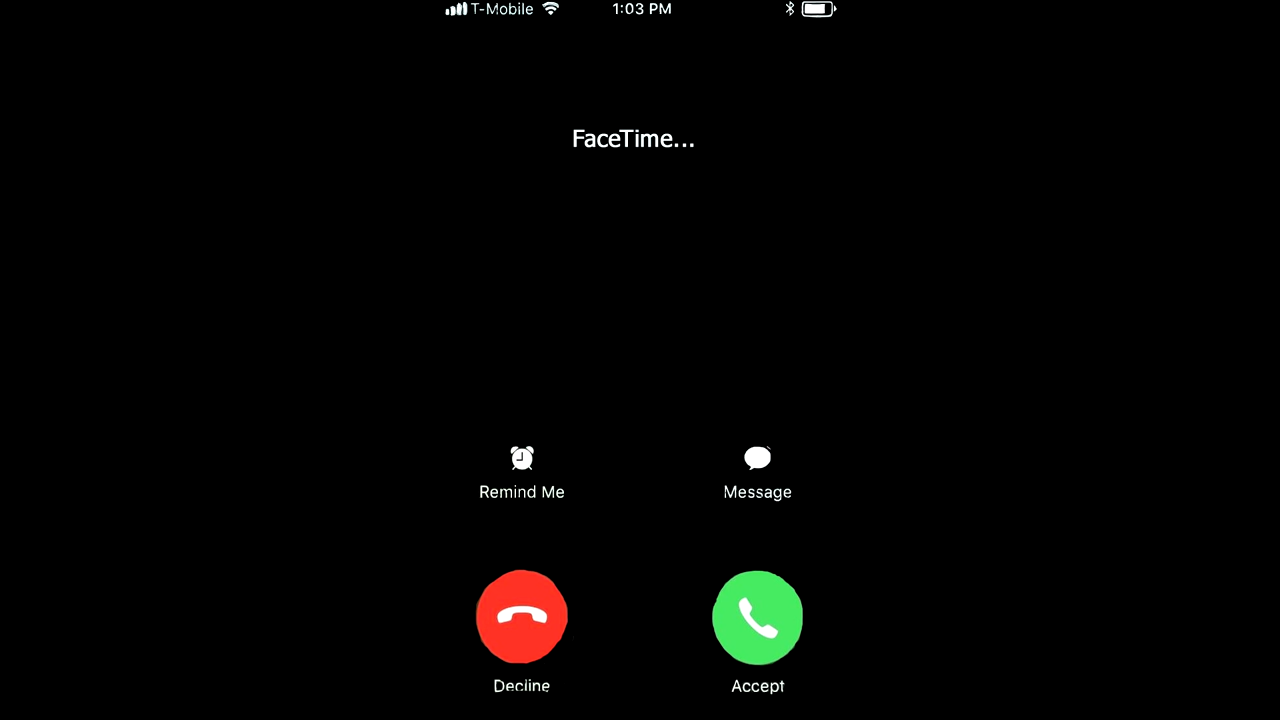 T-Mobile 1:03 PM
FaceTime...
Remind Me Message
Decline Accept